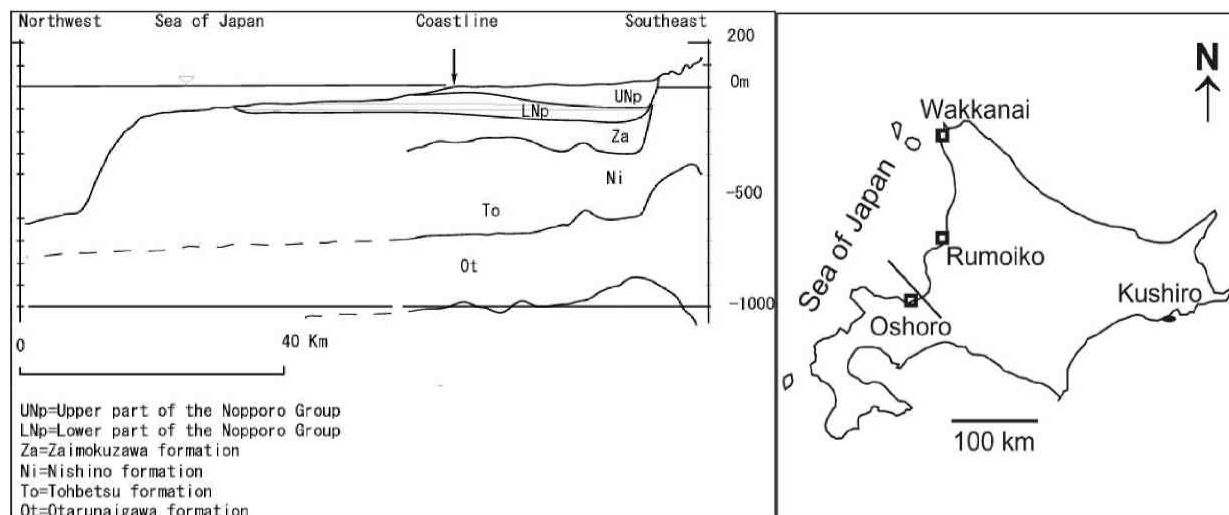 Northwest Sea of Japan Coastline Southeast
200
0m
UNp
LNp
Za
Ni
-500
To
Ot
-1000
0 40 Km
UNp=Upper part of the Nopporo Group
LNp=Lower part of the Nopporo Group
Za=Zaimokuzawa formation
Ni=Nishino formation
To=Tohbetsu formation
Ot=Otarunaigawa formation
N
Wakkanai
Sea of Japan
Rumoiko
Kushiro
Oshoro
100 km